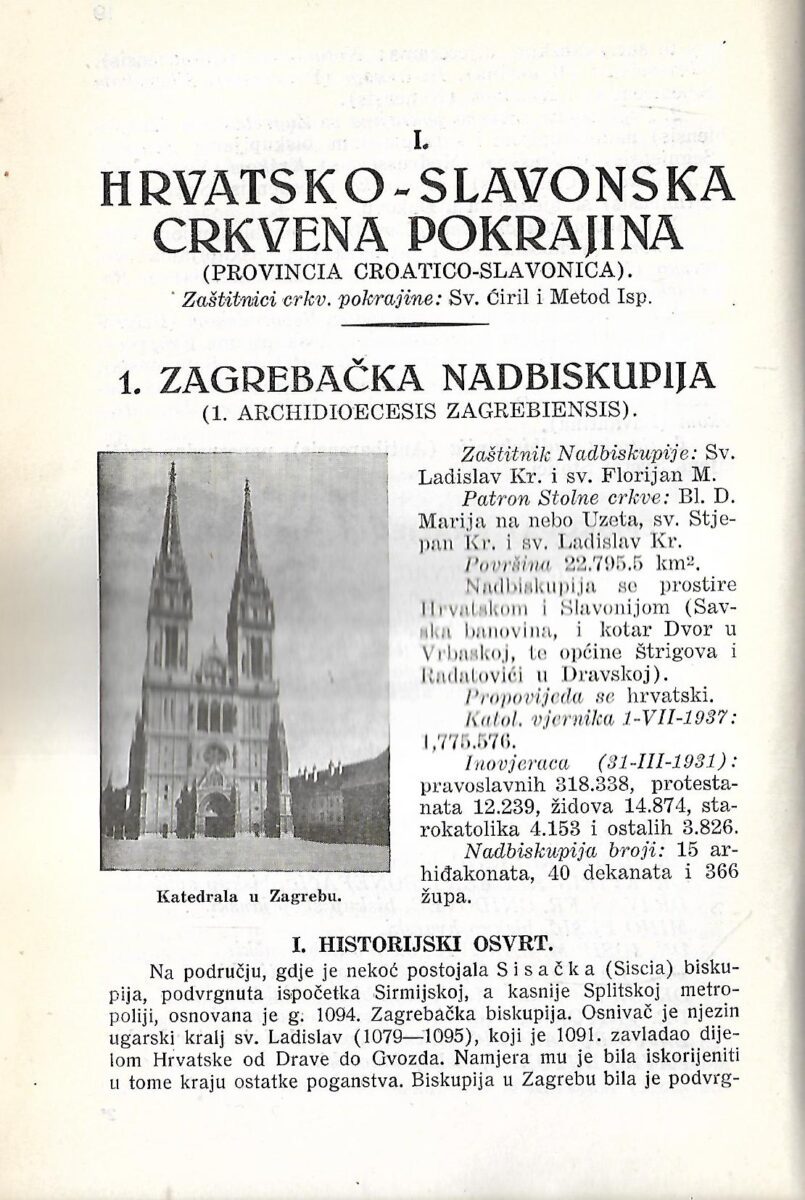 I.
HRVATSKO-SLAVONSKA
CRKVENA POKRAJINA
(PROVINCIA CROATICO-SLAVONICA).
Zaštitnici crkv. pokrajine: Sv. Ćiril i Metod Isp.
1. ZAGREBAČKA NADBISKUPIJA
(1. ARCHIDIOECESIS ZAGREBIENSIS).
Zaštitnik Nadbiskupije: Sv.
Ladislav Kr. i sv. Florijan M.
Patron Stolne crkve: Bl. D.
Marija na nebo Uzeta, sv. Stje-
pan Kr. i sv. Ladislav Kr.
Površina 22.795.5 km².
Nadbiskupija se prostire
Hrvatskom i Slavonijom (Sav-
ska banovina, i kotar Dvor u
Vrbaskoj, te općine Štrigova i
Radatovići u Dravskoj).
Propovijeda se hrvatski.
Katol. vjernika 1-VII-1937:
1,775.576.
Inovjeraca (31-III-1931):
pravoslavnih 318.338, protesta-
nata 12.239, židova 14.874, sta-
rokatolika 4.153 i ostalih 3.826.
Nadbiskupija broji: 15 ar-
hiđakonata, 40 dekanata i 366
župa.
Katedrala u Zagrebu.
I. HISTORIJSKI OSVRT.
Na području, gdje je nekoć postojala Sisačka (Siscia) bisku-
pija, podvrgnuta ispočetka Sirmijskoj, a kasnije Splitskoj metro-
poliji, osnovana je g. 1094. Zagrebačka biskupija. Osnivač je njezin
ugarski kralj sv. Ladislav (1079—1095), koji je 1091. zavladao dije-
lom Hrvatske od Drave do Gvozda. Namjera mu je bila iskorijeniti
u tome kraju ostatke poganstva. Biskupija u Zagrebu bila je podvrg-